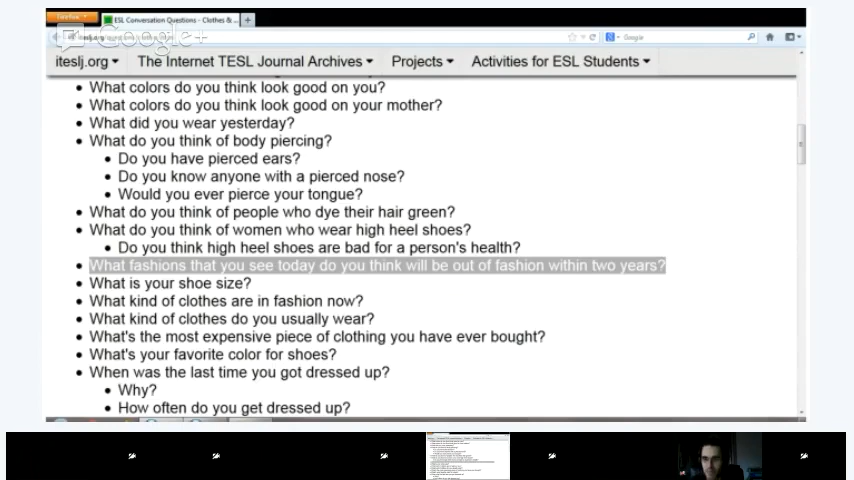 Firefox
ESL Conversation Questions - Clothes & ...
Google+
Google
iteslj.org
The Internet TESL Journal Archives
Projects
Activities for ESL Students
What colors do you think look good on you?
What colors do you think look good on your mother?
What did you wear yesterday?
What do you think of body piercing?
Do you have pierced ears?
Do you know anyone with a pierced nose?
Would you ever pierce your tongue?
What do you think of people who dye their hair green?
What do you think of women who wear high heel shoes?
Do you think high heel shoes are bad for a person's health?
What fashions that you see today do you think will be out of fashion within two years?
What is your shoe size?
What kind of clothes are in fashion now?
What kind of clothes do you usually wear?
What's the most expensive piece of clothing you have ever bought?
What's your favorite color for shoes?
When was the last time you got dressed up?
Why?
How often do you get dressed up?